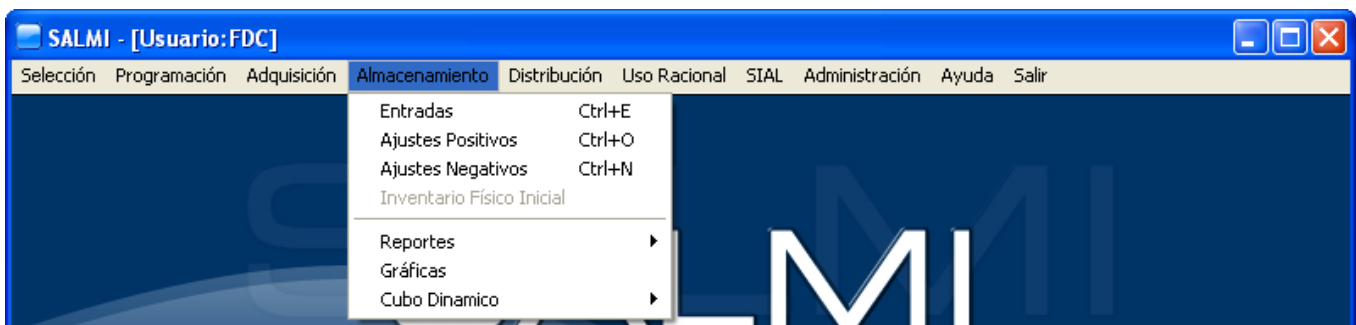 SALMI - [Usuario:FDC]
Selección Programación Adquisición Almacenamiento Distribución Uso Racional SIAL Administración Ayuda Salir
Entradas Ctrl+E
Ajustes Positivos Ctrl+O
Ajustes Negativos Ctrl+N
Inventario Físico Inicial
Reportes
Gráficas
Cubo Dinamico
SALMI